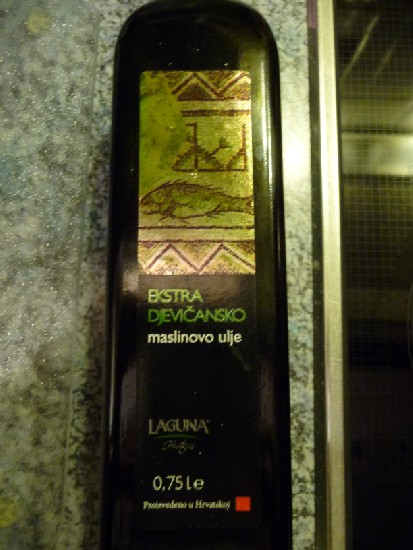 EKSTRA
DJEVIČANSKO
maslinovo ulje
LAGUNA
0,75 l e
Proizvedeno u Hrvatskoj